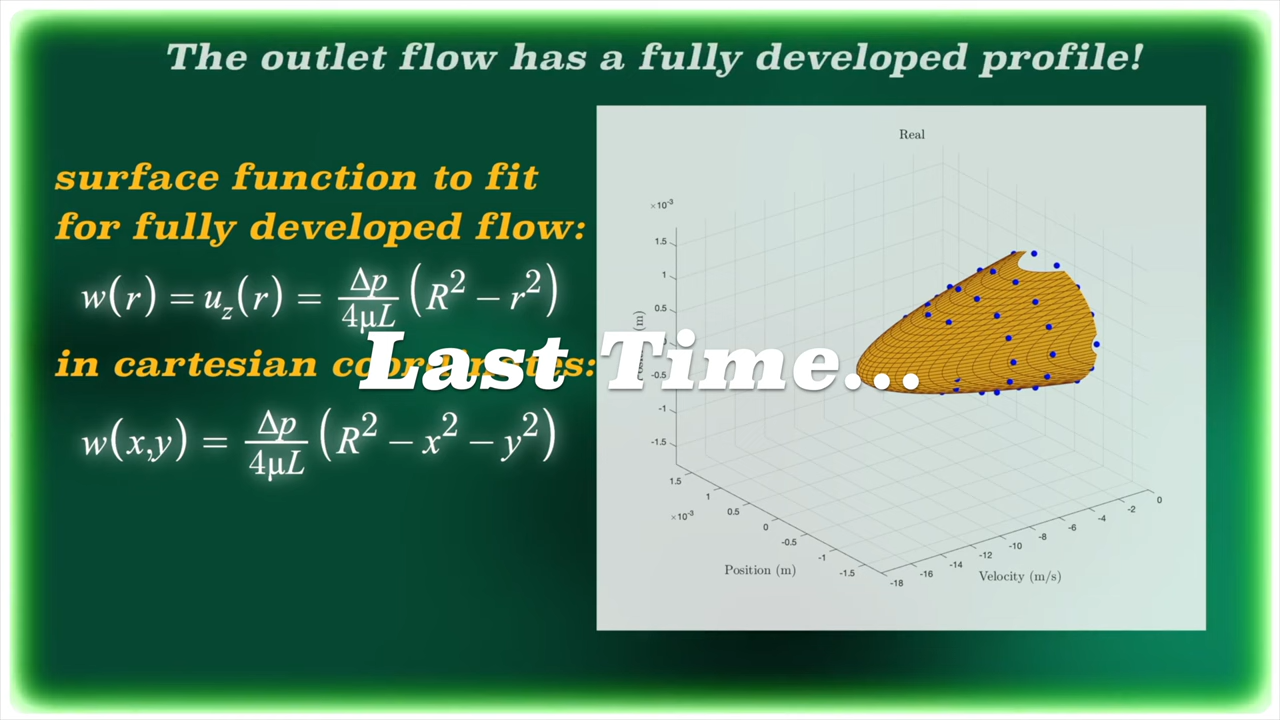 The outlet flow has a fully developed profile!
surface function to fit
for fully developed flow:
w(r) = u_z(r) = Δp/4μL (R² − r²)
in cartesian coordinates:
w(x,y) = Δp/4μL (R² − x² − y²)
Last Time...
Real
×10⁻³
1.5
1
0.5
-0.5
-1
-1.5
(m)
1.5
1
0.5
0
-0.5
-1
-1.5
×10⁻³
Position (m)
-18
-16
-14
-12
-10
-8
-6
-4
-2
0
Velocity (m/s)